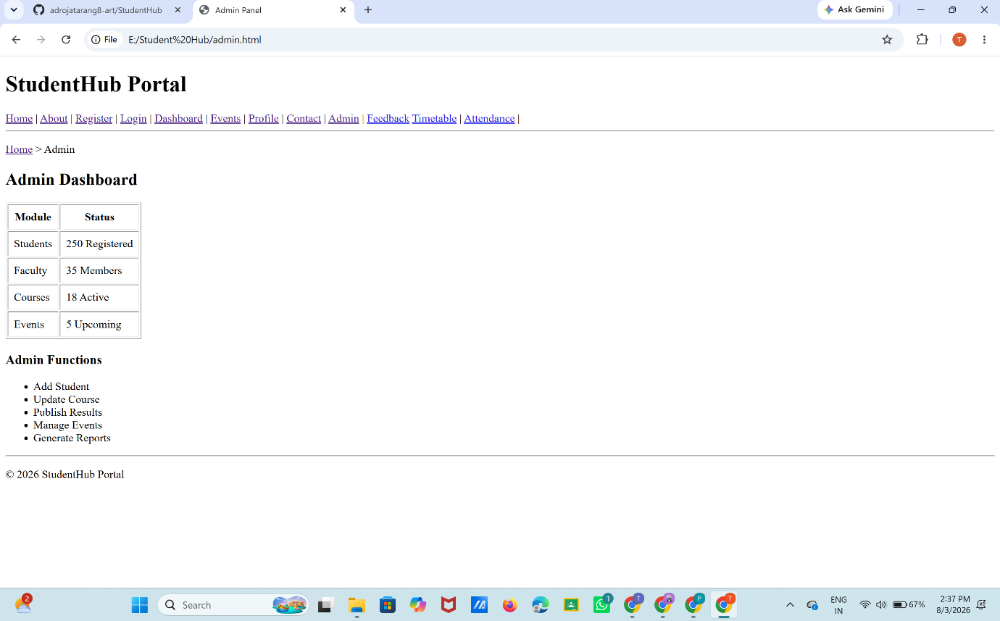 adrojatarang8-art/StudentHub
Admin Panel
Ask Gemini
File
E:/Student%20Hub/admin.html
T
StudentHub Portal
Home | About | Register | Login | Dashboard | Events | Profile | Contact | Admin | Feedback Timetable | Attendance |
Home > Admin
Admin Dashboard
Module Status
Students 250 Registered
Faculty 35 Members
Courses 18 Active
Events 5 Upcoming
Admin Functions
• Add Student
• Update Course
• Publish Results
• Manage Events
• Generate Reports
© 2026 StudentHub Portal
2
Search
1
T
P
T
ENG
IN
67%
2:37 PM
8/3/2026